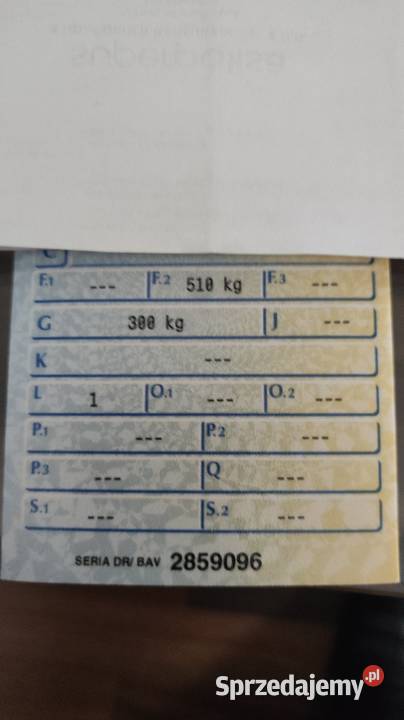 C
F.1 --- F.2 510 kg F.3 ---
G 300 kg J ---
K ---
L 1 O.1 --- O.2 ---
P.1 --- P.2 ---
P.3 --- Q ---
S.1 --- S.2 ---
SERIA DR/ BAV 2859096
Sprzedajemy.pl